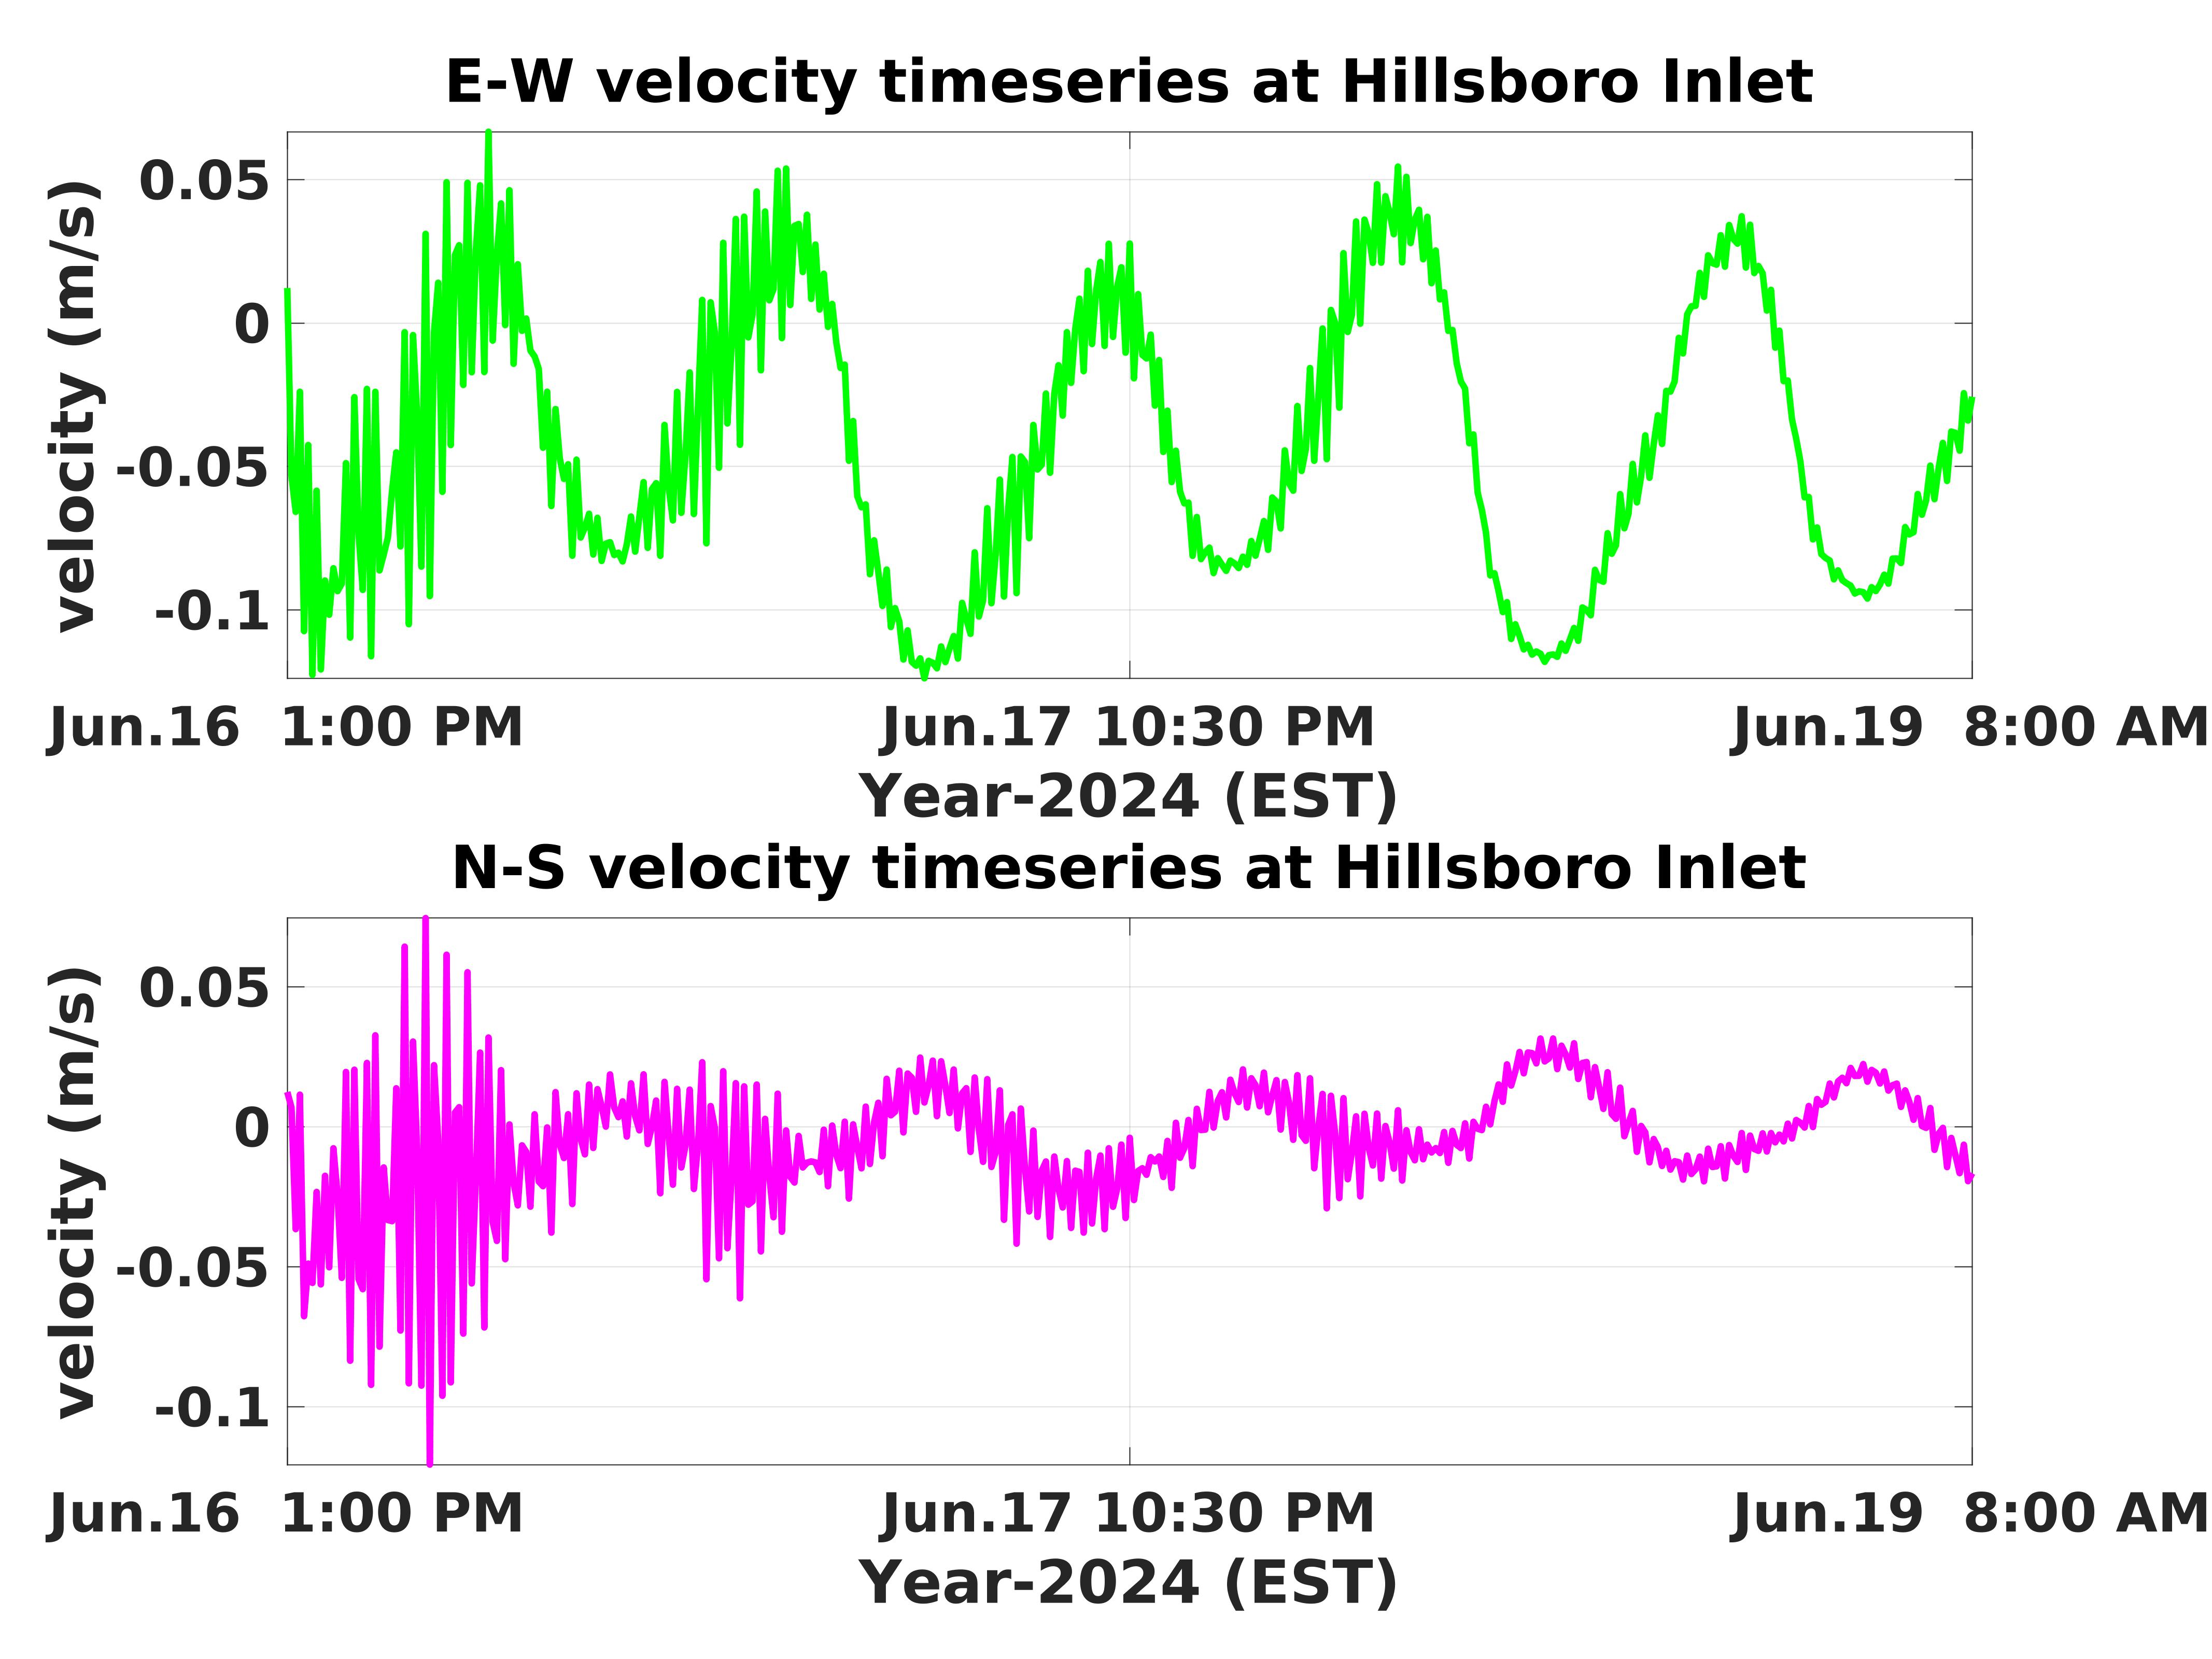 E-W velocity timeseries at Hillsboro Inlet
velocity (m/s)
0.05
0
-0.05
-0.1
Jun.16  1:00 PM
Jun.17 10:30 PM
Jun.19  8:00 AM
Year-2024 (EST)
N-S velocity timeseries at Hillsboro Inlet
velocity (m/s)
0.05
0
-0.05
-0.1
Jun.16  1:00 PM
Jun.17 10:30 PM
Jun.19  8:00 AM
Year-2024 (EST)